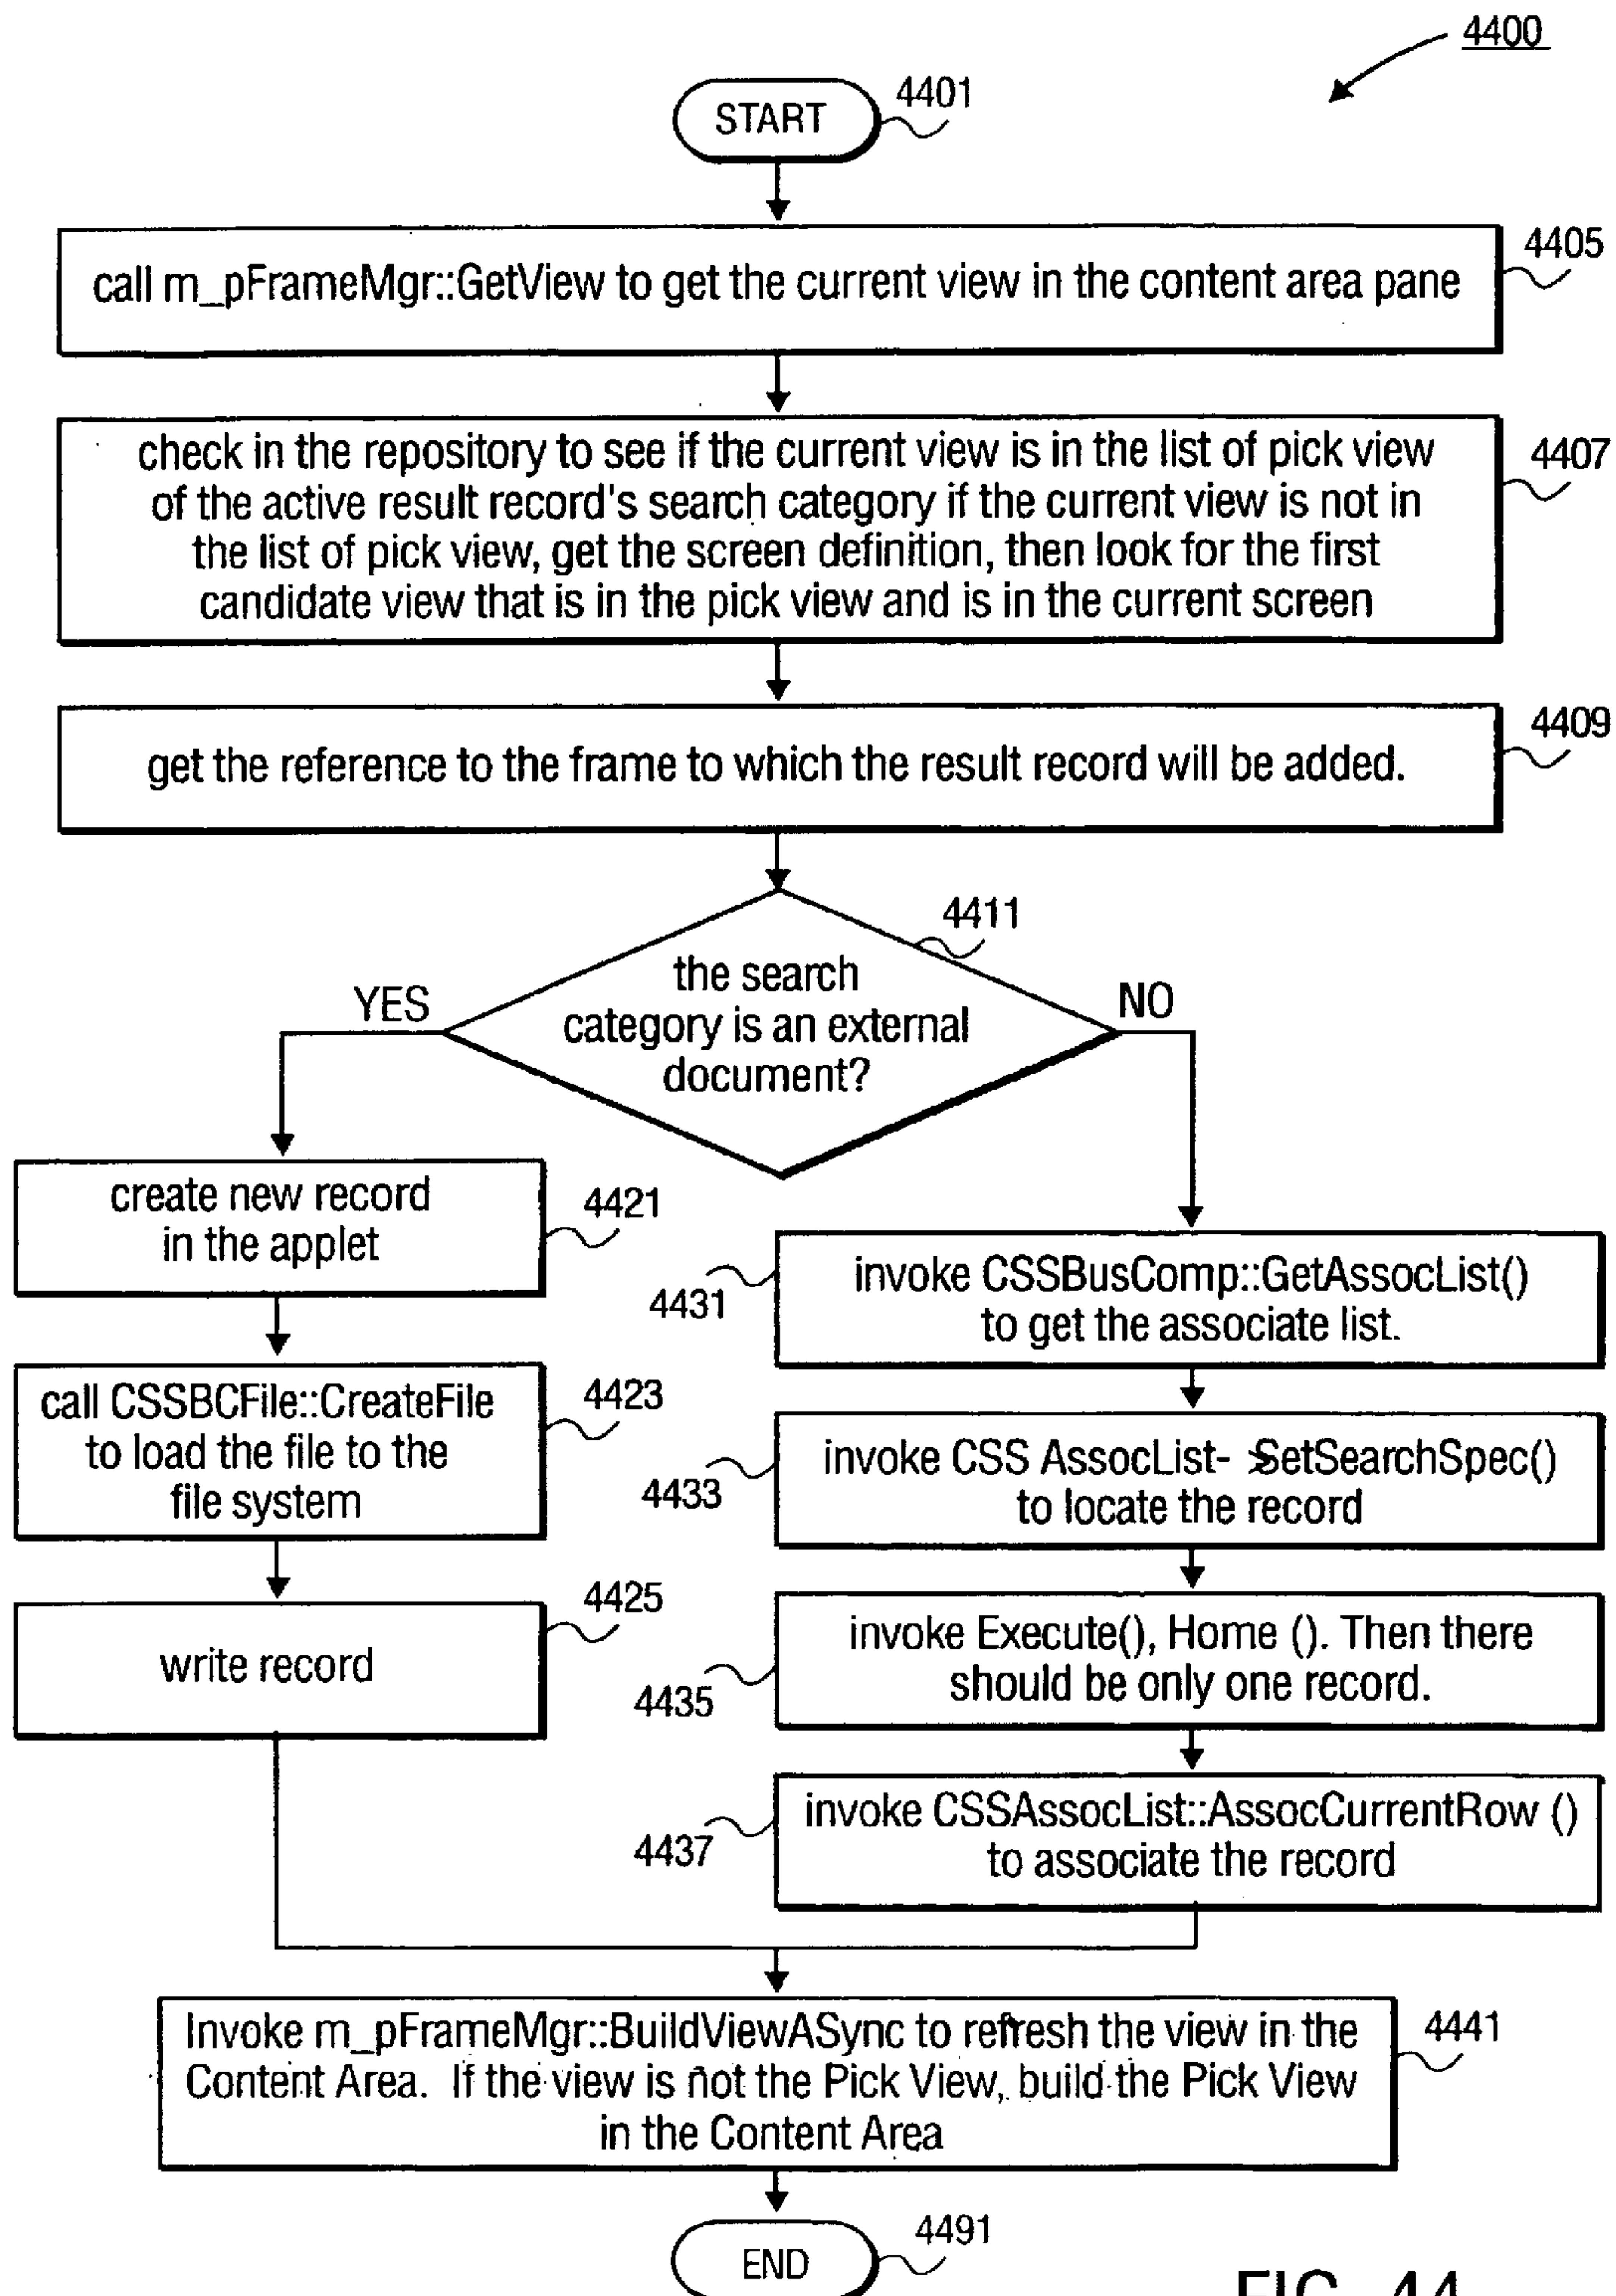 4400
START
4401
call m_pFrameMgr::GetView to get the current view in the content area pane
4405
check in the repository to see if the current view is in the list of pick view
of the active result record's search category if the current view is not in
the list of pick view, get the screen definition, then look for the first
candidate view that is in the pick view and is in the current screen
4407
get the reference to the frame to which the result record will be added.
4409
4411
the search
category is an external
document?
YES
NO
create new record
in the applet
4421
call CSSBCFile::CreateFile
to load the file to the
file system
4423
write record
4425
invoke CSSBusComp::GetAssocList()
to get the associate list.
4431
invoke CSS AssocList- >SetSearchSpec()
to locate the record
4433
invoke Execute(), Home (). Then there
should be only one record.
4435
invoke CSSAssocList::AssocCurrentRow ()
to associate the record
4437
Invoke m_pFrameMgr::BuildViewASync to refresh the view in the
Content Area. If the view is not the Pick View, build the Pick View
in the Content Area
4441
END
4491
FIG. 44